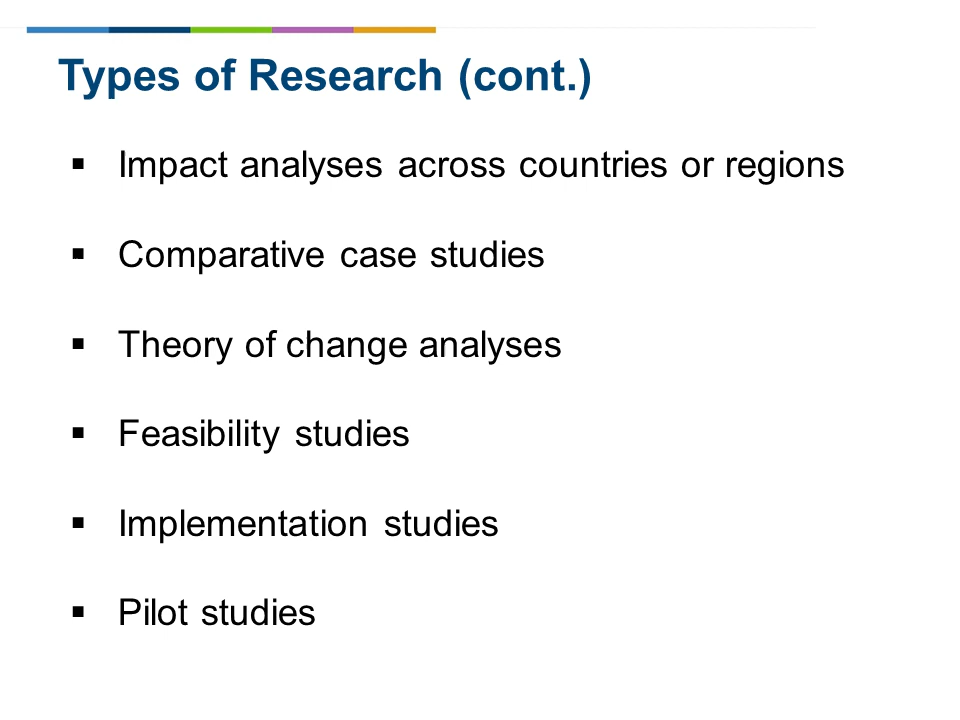 Types of Research (cont.)
▪ Impact analyses across countries or regions
▪ Comparative case studies
▪ Theory of change analyses
▪ Feasibility studies
▪ Implementation studies
▪ Pilot studies